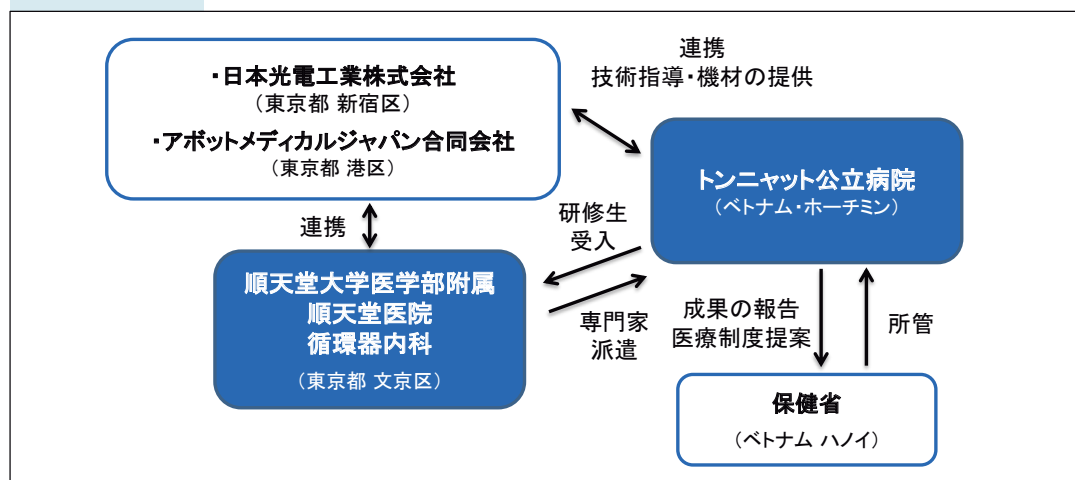 ・日本光電工業株式会社
（東京都 新宿区）
・アボットメディカルジャパン合同会社
（東京都 港区）
連携
技術指導・機材の提供
トンニャット公立病院
（ベトナム・ホーチミン）
連携
研修生
受入
順天堂大学医学部附属
順天堂医院
循環器内科
（東京都 文京区）
専門家
派遣
成果の報告
医療制度提案
所管
保健省
（ベトナム ハノイ）